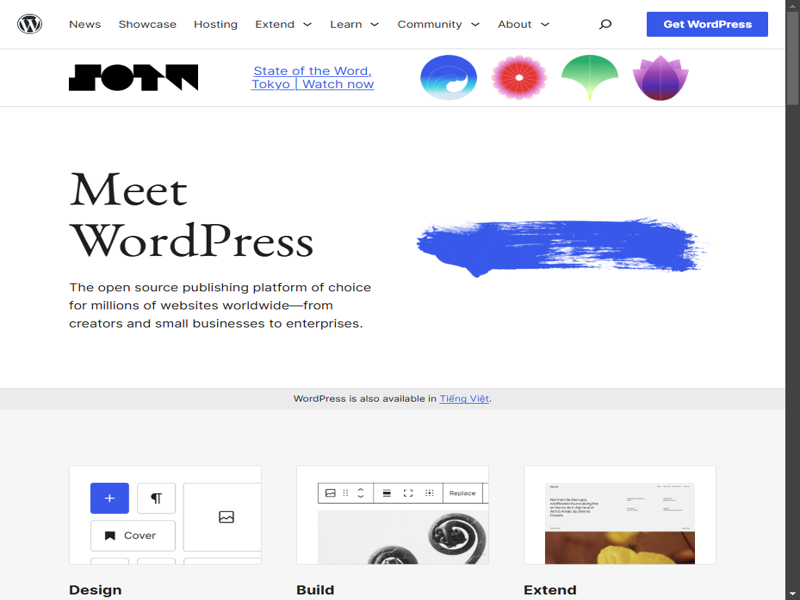 News Showcase Hosting Extend Learn Community About Get WordPress
SOTW
State of the Word,
Tokyo | Watch now
Meet
WordPress
The open source publishing platform of choice
for millions of websites worldwide—from
creators and small businesses to enterprises.
WordPress is also available in Tiếng Việt.
Cover
Replace
Design
Build
Extend